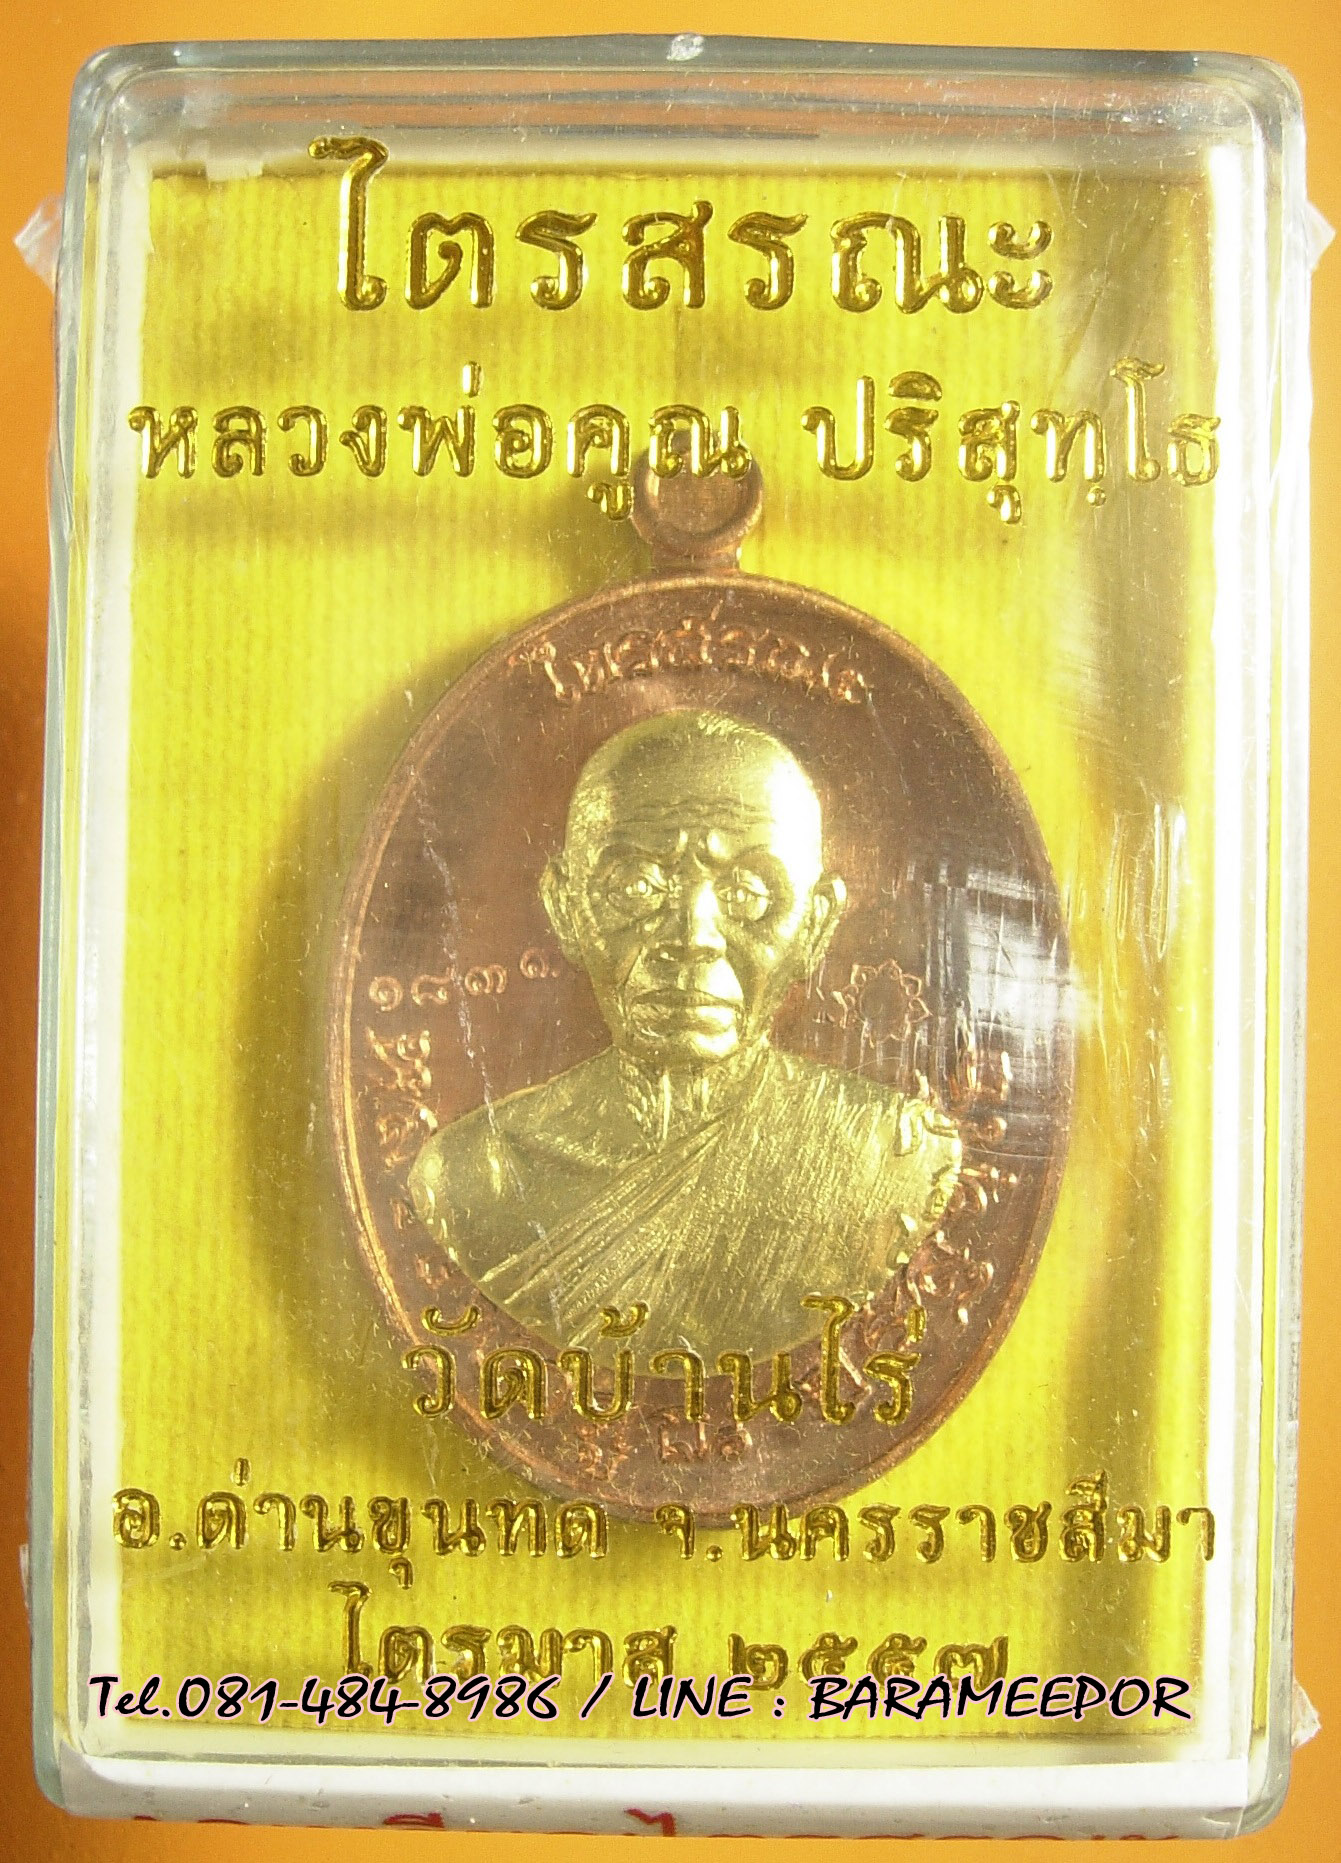 ไตรสรณะ
หลวงพ่อคูณ ปริสุทฺโธ
ไตรสรณะ
๑๘๓๑
วัดบ้านไร่
อ.ด่านขุนทด จ.นครราชสีมา
ไตรมาส ๒๕๕๗
Tel.081-484-8986 / LINE : BARAMEEPOR